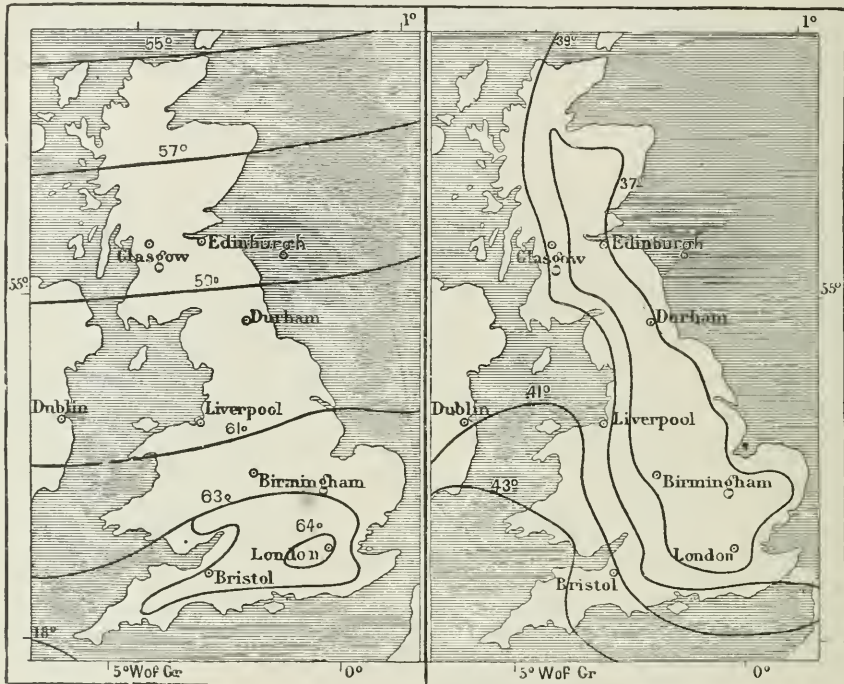 1°
55°
57°
Edinburgh
Glasgow
59°
55°
Durham
Dublin
Liverpool
61°
Birmingham
63°
64°
London
Bristol
5° W of Gr
0°
1°
39°
37
Edinburgh
Glasgow
55°
Durham
41°
Dublin
Liverpool
43°
Birmingham
London
Bristol
5° W of Gr
0°